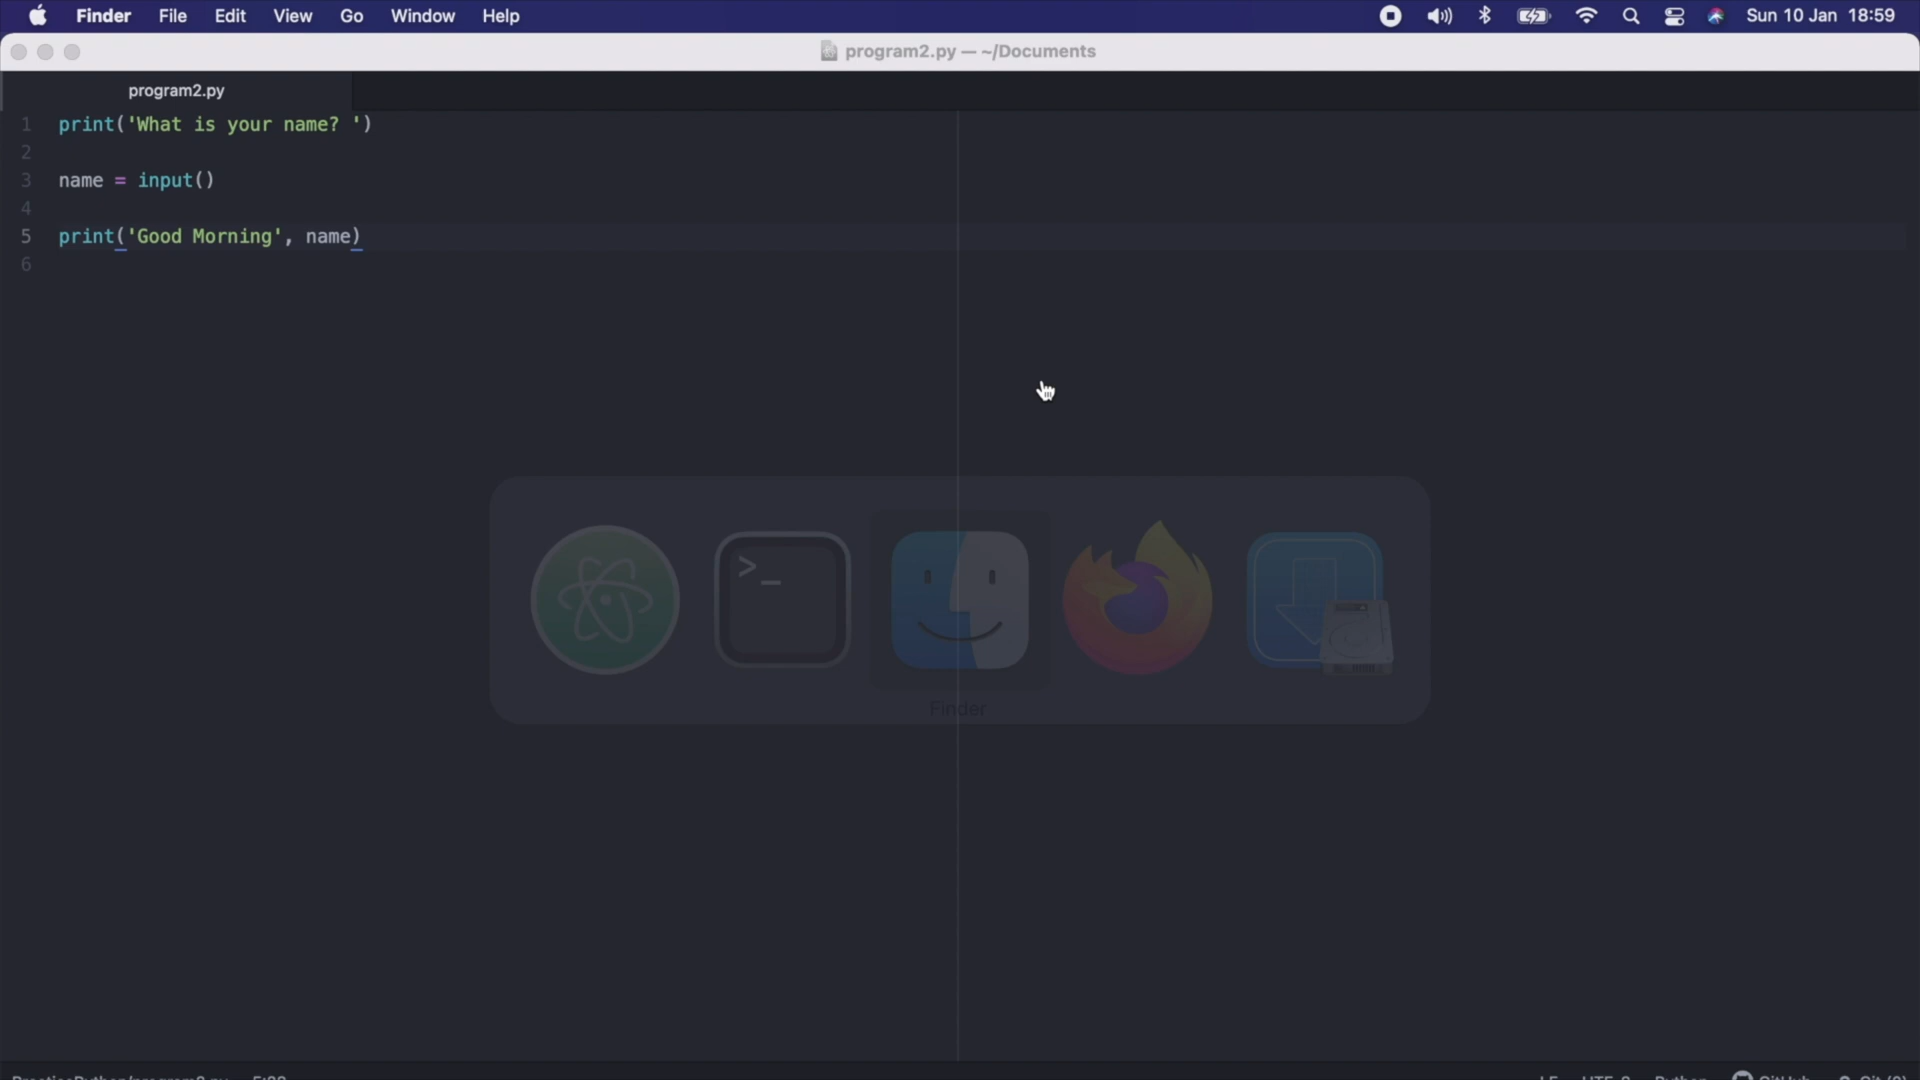 Finder File Edit View Go Window Help Sun 10 Jan 18:59
program2.py — ~/Documents
program2.py
1 print('What is your name? ')
2
3 name = input()
4
5 print('Good Morning', name)
6
>_
Finder